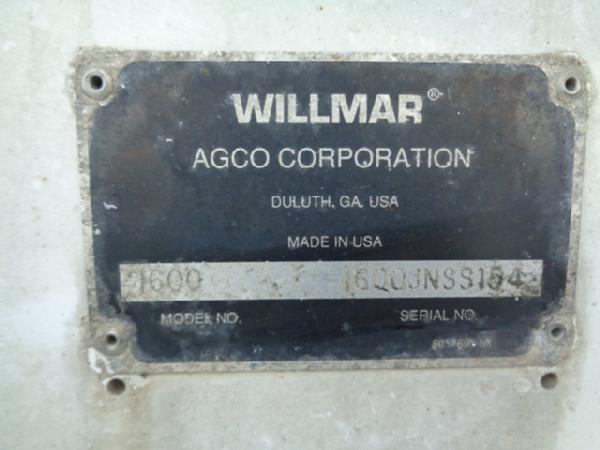 WILLMAR®
AGCO CORPORATION
DULUTH, GA. USA
MADE IN USA
1600
MODEL NO.
SERIAL NO.